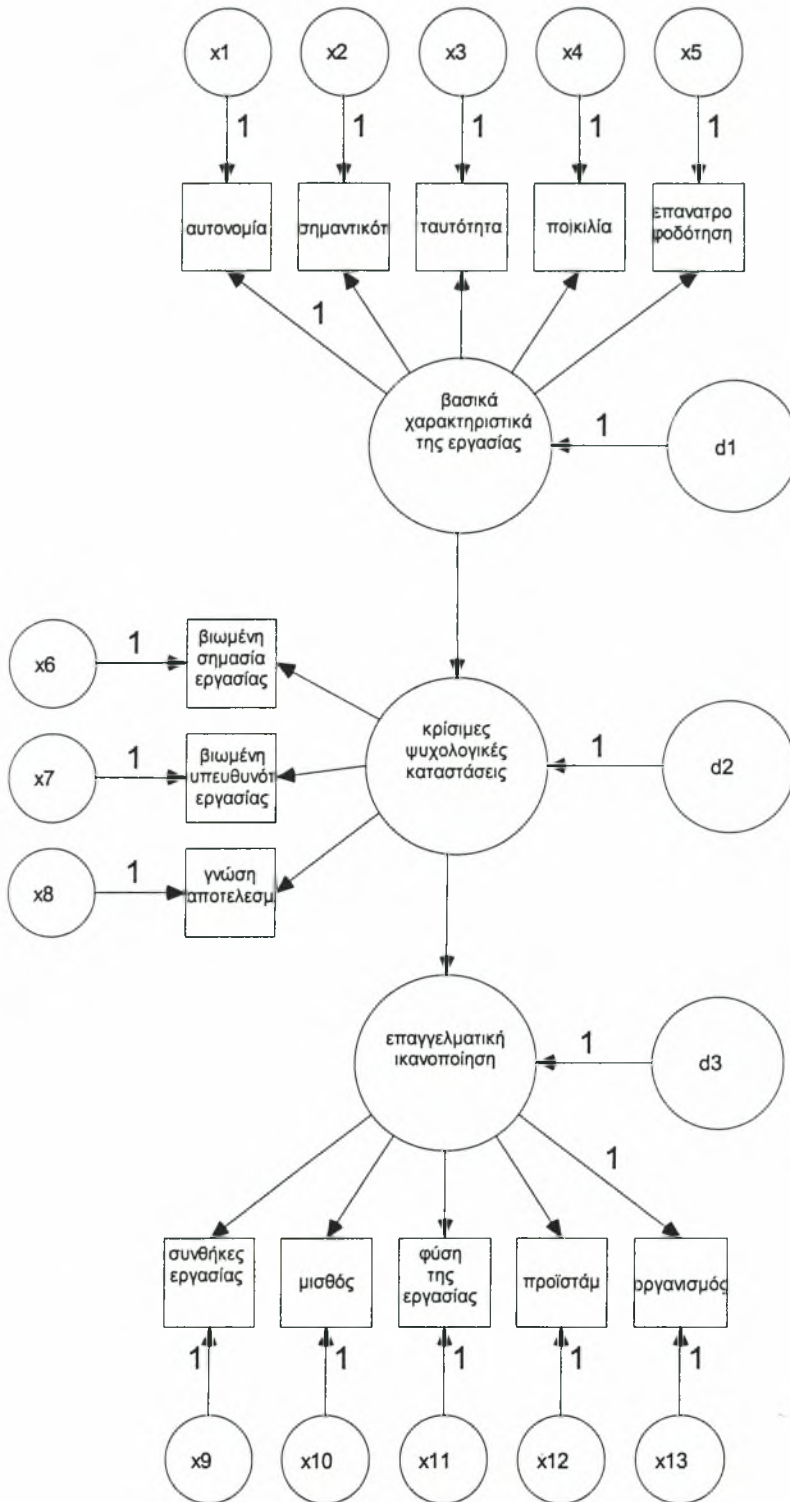 x1 x2 x3 x4 x5
1 1 1 1 1
αυτονομία σημαντικότ ταυτότητα ποικιλία επανατρο
φοδότηση
1
βασικά
χαρακτηριστικά
της εργασίας
1
d1
x6
1
βιωμένη
σημασία
εργασίας
x7
1
βιωμένη
υπευθυνότ
εργασίας
x8
1
γνώση
αποτελεσμ
κρίσιμες
ψυχολογικές
καταστάσεις
1
d2
επαγγελματική
ικανοποίηση
1
d3
1
συνθήκες
εργασίας
μισθός
φύση
της
εργασίας
προϊστάμ
οργανισμός
1 1 1 1 1
x9 x10 x11 x12 x13